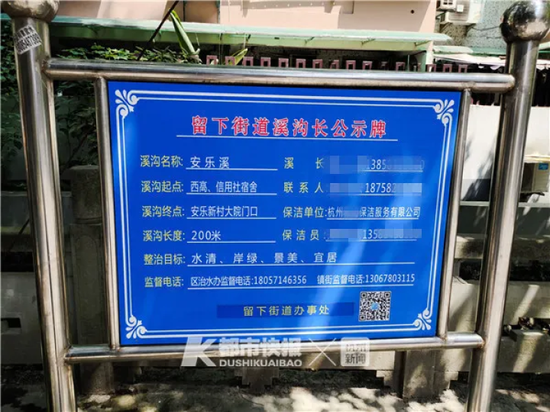 留下街道溪沟长公示牌
溪沟名称: 安乐溪 溪 长 385
溪沟起点: 西高、信用社宿舍 联系人 18758
溪沟终点: 安乐新村大院门口 保洁单位: 杭州 保洁服务有限公司
溪沟长度: 200米 保洁员 1358
整治目标: 水清、岸绿、景美、宜居
监督电话: 区治水办监督电话:18057146356 镇街监督电话:13067803115
留下街道办事处
K 都市快报 × 杭州新闻
DUSHIKUAIBAO